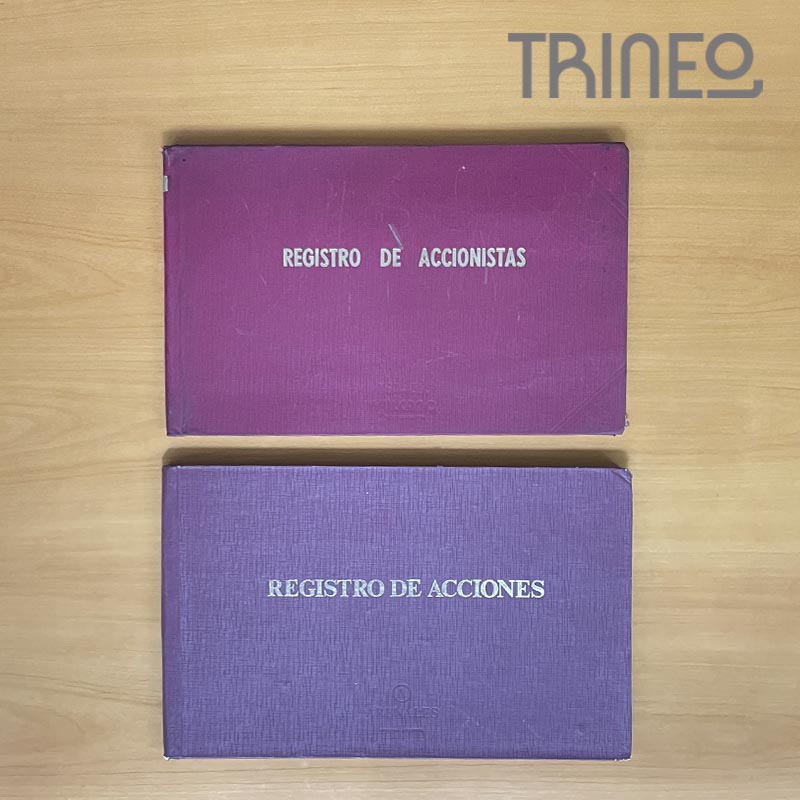 TRINEO
REGISTRO DE ACCIONISTAS
REGISTRO DE ACCIONES